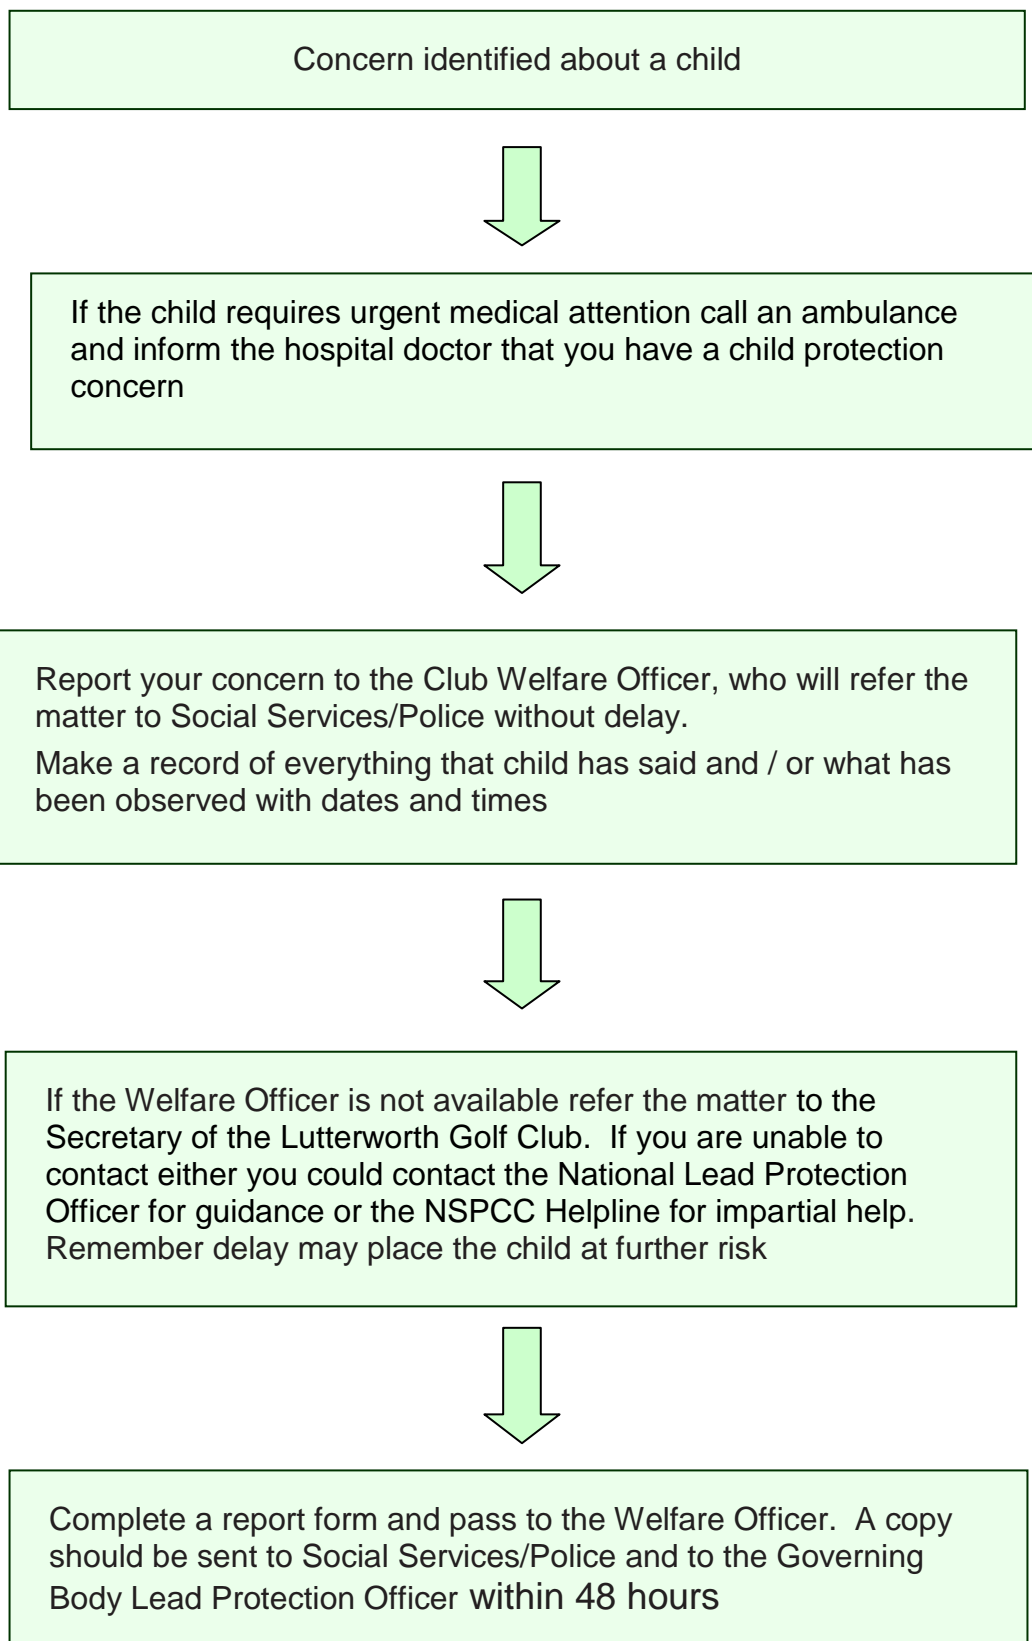 Concern identified about a child
If the child requires urgent medical attention call an ambulance
and inform the hospital doctor that you have a child protection
concern
Report your concern to the Club Welfare Officer, who will refer the
matter to Social Services/Police without delay.
Make a record of everything that child has said and / or what has
been observed with dates and times
If the Welfare Officer is not available refer the matter to the
Secretary of the Lutterworth Golf Club.  If you are unable to
contact either you could contact the National Lead Protection
Officer for guidance or the NSPCC Helpline for impartial help.
Remember delay may place the child at further risk
Complete a report form and pass to the Welfare Officer.  A copy
should be sent to Social Services/Police and to the Governing
Body Lead Protection Officer within 48 hours